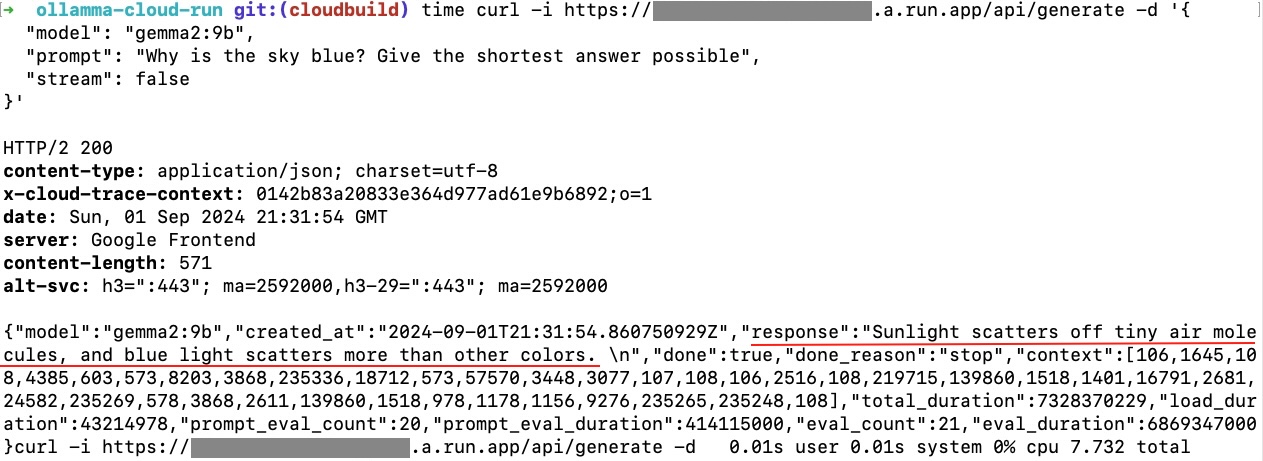 ➜  ollamma-cloud-run git:(cloudbuild) time curl -i https://.a.run.app/api/generate -d '{
  "model": "gemma2:9b",
  "prompt": "Why is the sky blue? Give the shortest answer possible",
  "stream": false
}'
HTTP/2 200
content-type: application/json; charset=utf-8
x-cloud-trace-context: 0142b83a20833e364d977ad61e9b6892;o=1
date: Sun, 01 Sep 2024 21:31:54 GMT
server: Google Frontend
content-length: 571
alt-svc: h3=":443"; ma=2592000,h3-29=":443"; ma=2592000
{"model":"gemma2:9b","created_at":"2024-09-01T21:31:54.860750929Z","response":"Sunlight scatters off tiny air mole
cules, and blue light scatters more than other colors. \n","done":true,"done_reason":"stop","context":[106,1645,10
8,4385,603,573,8203,3868,235336,18712,573,57570,3448,3077,107,108,106,2516,108,219715,139860,1518,1401,16791,2681,
24582,235269,578,3868,2611,139860,1518,978,1178,1156,9276,235265,235248,108],"total_duration":7328370229,"load_dur
ation":43214978,"prompt_eval_count":20,"prompt_eval_duration":414115000,"eval_count":21,"eval_duration":6869347000
}curl -i https://.a.run.app/api/generate -d   0.01s user 0.01s system 0% cpu 7.732 total